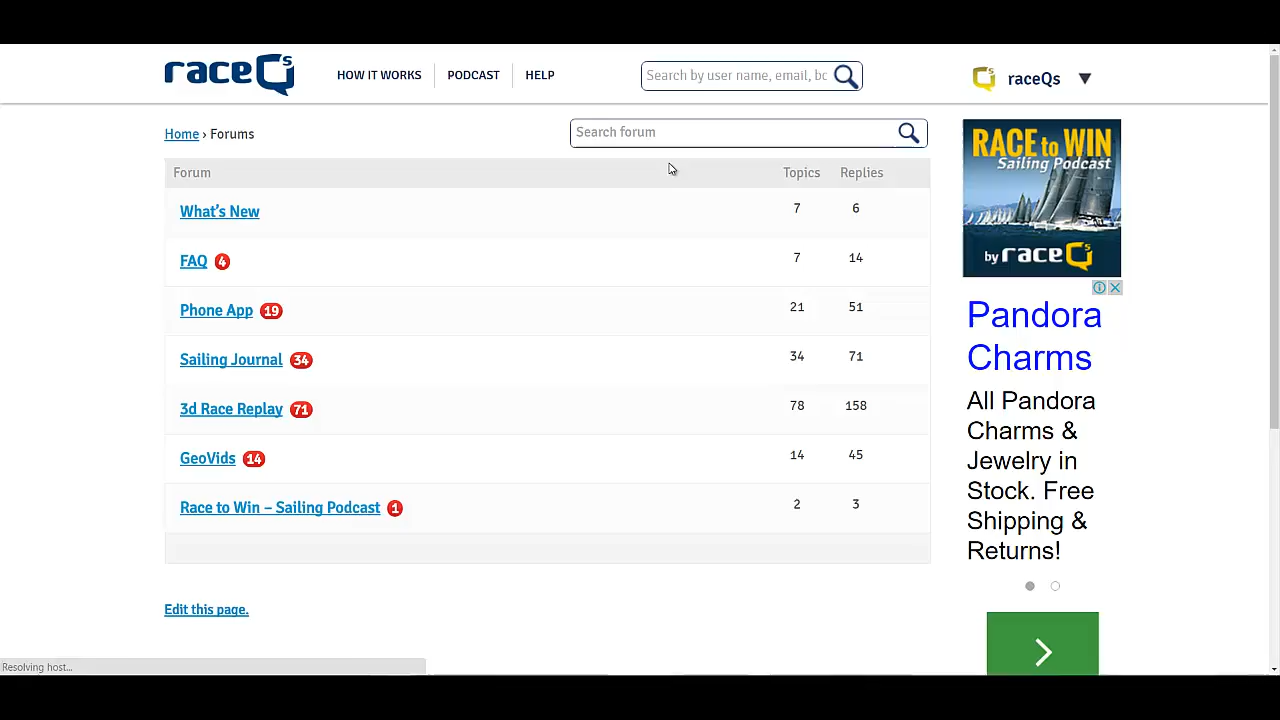 raceQs
HOW IT WORKS
PODCAST
HELP
Search by user name, email, bc
raceQs ▼
Home › Forums
Search forum
RACE to WIN
Sailing Podcast
by raceQs
Forum Topics Replies
What's New 7 6
FAQ 4 7 14
Phone App 19 21 51
Sailing Journal 34 34 71
3d Race Replay 71 78 158
GeoVids 14 14 45
Race to Win – Sailing Podcast 1 2 3
Pandora
Charms
All Pandora
Charms &
Jewelry in
Stock. Free
Shipping &
Returns!
Edit this page.
Resolving host...